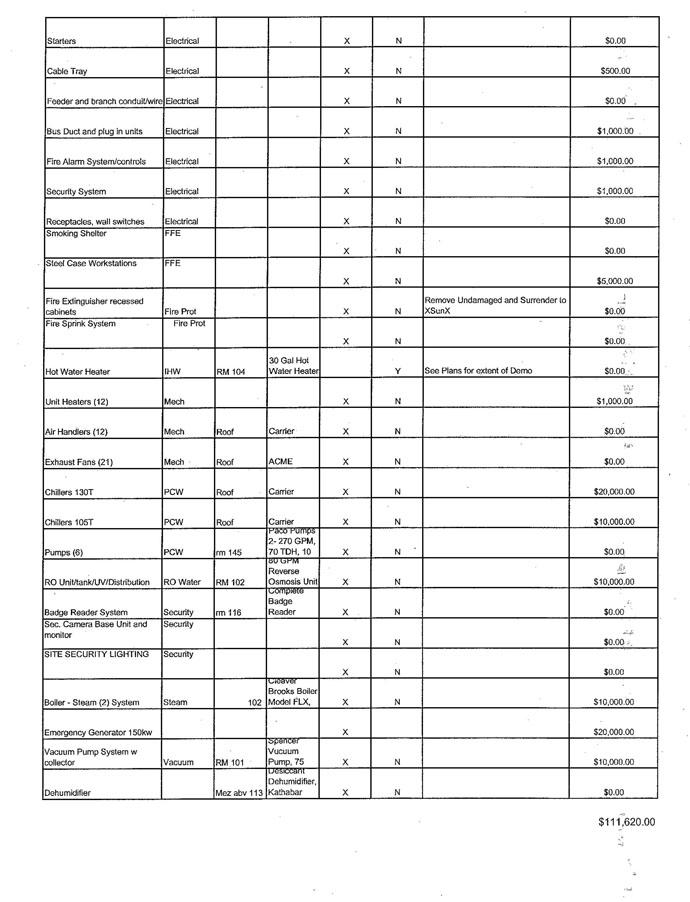 Starters Electrical X N $0.00
Cable Tray Electrical X N $500.00
Feeder and branch conduit/wire Electrical X N $0.00
Bus Duct and plug in units Electrical X N $1,000.00
Fire Alarm System/controls Electrical X N $1,000.00
Security System Electrical X N $1,000.00
Receptacles, wall switches Electrical X N $0.00
Smoking Shelter FFE
X N $0.00
Steel Case Workstations FFE
X N $5,000.00
Fire Extinguisher recessed Remove Undamaged and Surrender to
cabinets Fire Prot X N XSunX $0.00
Fire Sprink System Fire Prot
X N $0.00
30 Gal Hot
Hot Water Heater IHW RM 104 Water Heater Y See Plans for extent of Demo $0.00
Unit Heaters (12) Mech X N $1,000.00
Air Handlers (12) Mech Roof Carrier X N $0.00
Exhaust Fans (21) Mech Roof ACME X N $0.00
Chillers 130T PCW Roof Carrier X N $20,000.00
Chillers 105T PCW Roof Carrier X N $10,000.00
Paco Pumps
2- 270 GPM,
Pumps (6) PCW rm 145 70 TDH, 10 X N $0.00
80 GPM
Reverse
RO Unit/tank/UV/Distribution RO Water RM 102 Osmosis Unit X N $10,000.00
Complete
Badge
Badge Reader System Security rm 116 Reader X N $0.00
Sec. Camera Base Unit and Security
monitor X N $0.00
SITE SECURITY LIGHTING Security
X N $0.00
Cleaver
Brooks Boiler
Boiler - Steam (2) System Steam 102 Model FLX, X N $10,000.00
Emergency Generator 150kw X $20,000.00
Spencer
Vacuum Pump System w Vucuum
collector Vacuum RM 101 Pump, 75 X N $10,000.00
Desiccant
Dehumidifier,
Dehumidifier Mez abv 113 Kathabar X N $0.00
$111,620.00